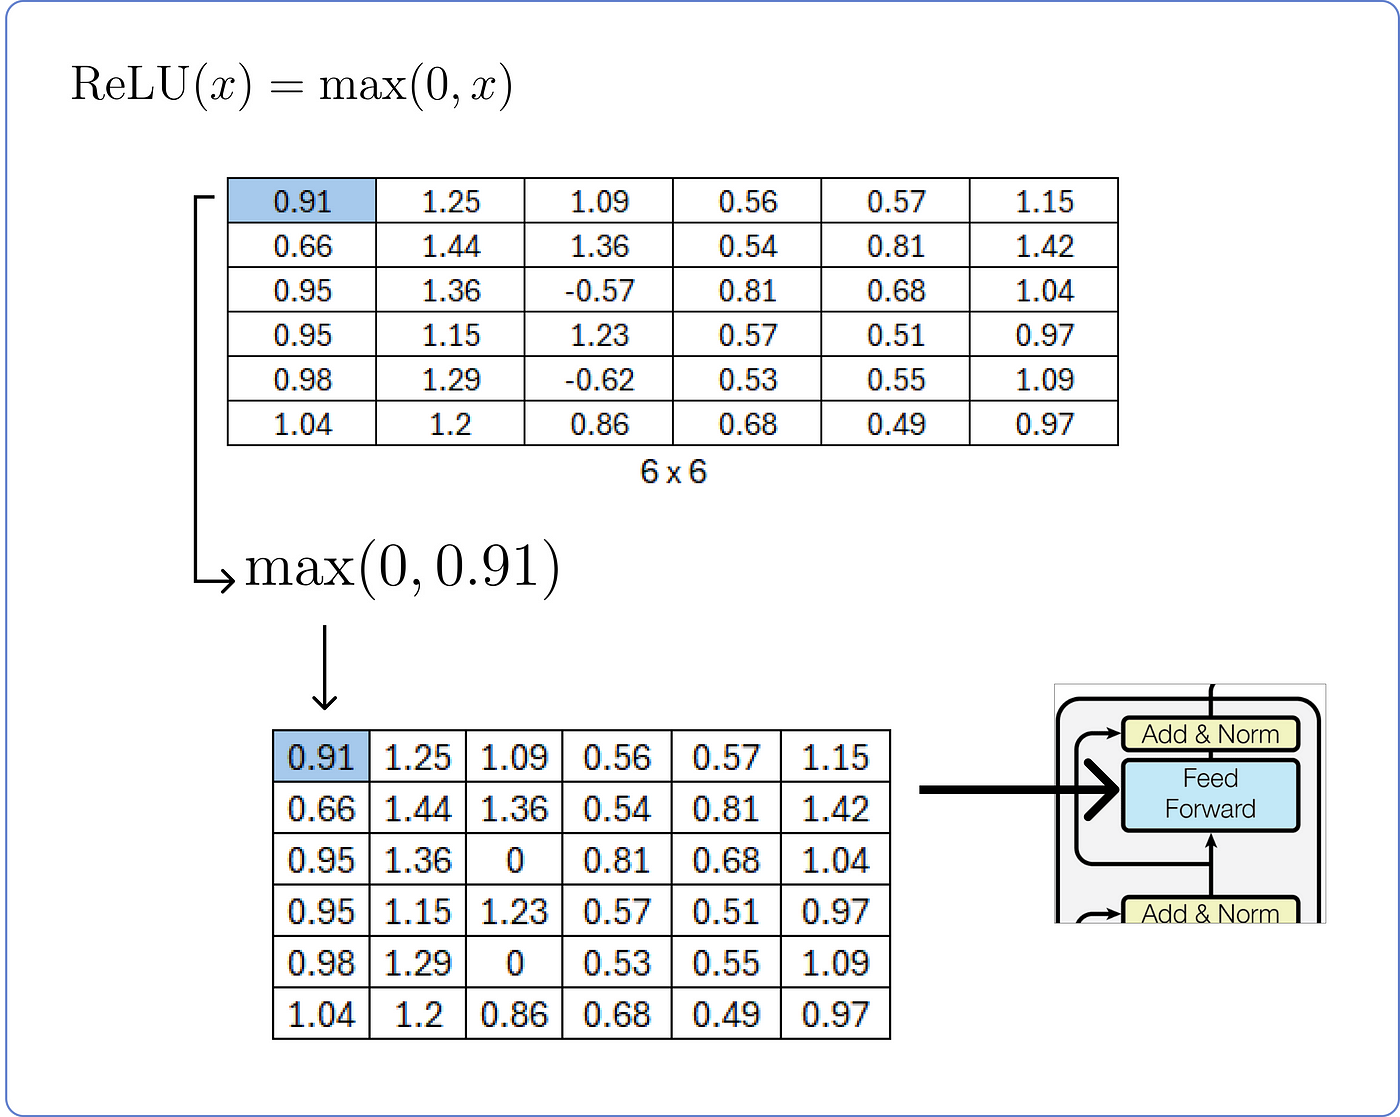 ReLU(x) = max(0, x)
0.91 1.25 1.09 0.56 0.57 1.15
0.66 1.44 1.36 0.54 0.81 1.42
0.95 1.36 -0.57 0.81 0.68 1.04
0.95 1.15 1.23 0.57 0.51 0.97
0.98 1.29 -0.62 0.53 0.55 1.09
1.04 1.2 0.86 0.68 0.49 0.97
6 x 6
max(0, 0.91)
0.91 1.25 1.09 0.56 0.57 1.15
0.66 1.44 1.36 0.54 0.81 1.42
0.95 1.36 0 0.81 0.68 1.04
0.95 1.15 1.23 0.57 0.51 0.97
0.98 1.29 0 0.53 0.55 1.09
1.04 1.2 0.86 0.68 0.49 0.97
Add & Norm
Feed
Forward
Add & Norm